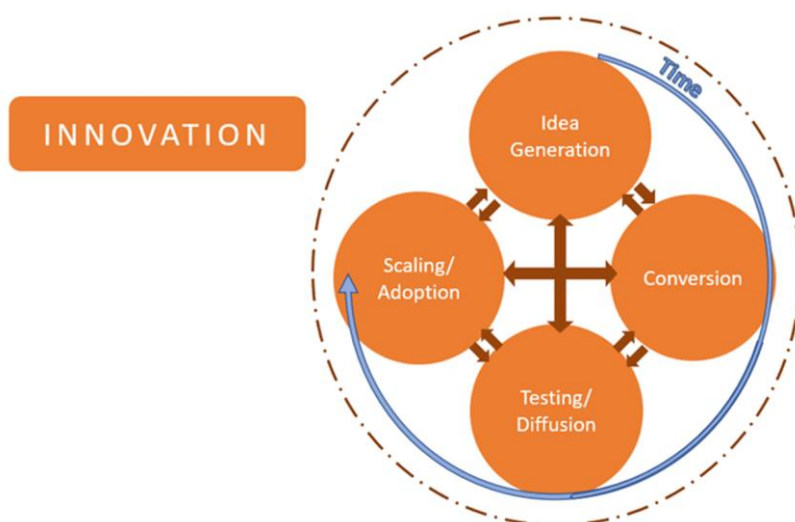 INNOVATION
Time
Idea
Generation
Scaling/
Adoption
Conversion
Testing/
Diffusion